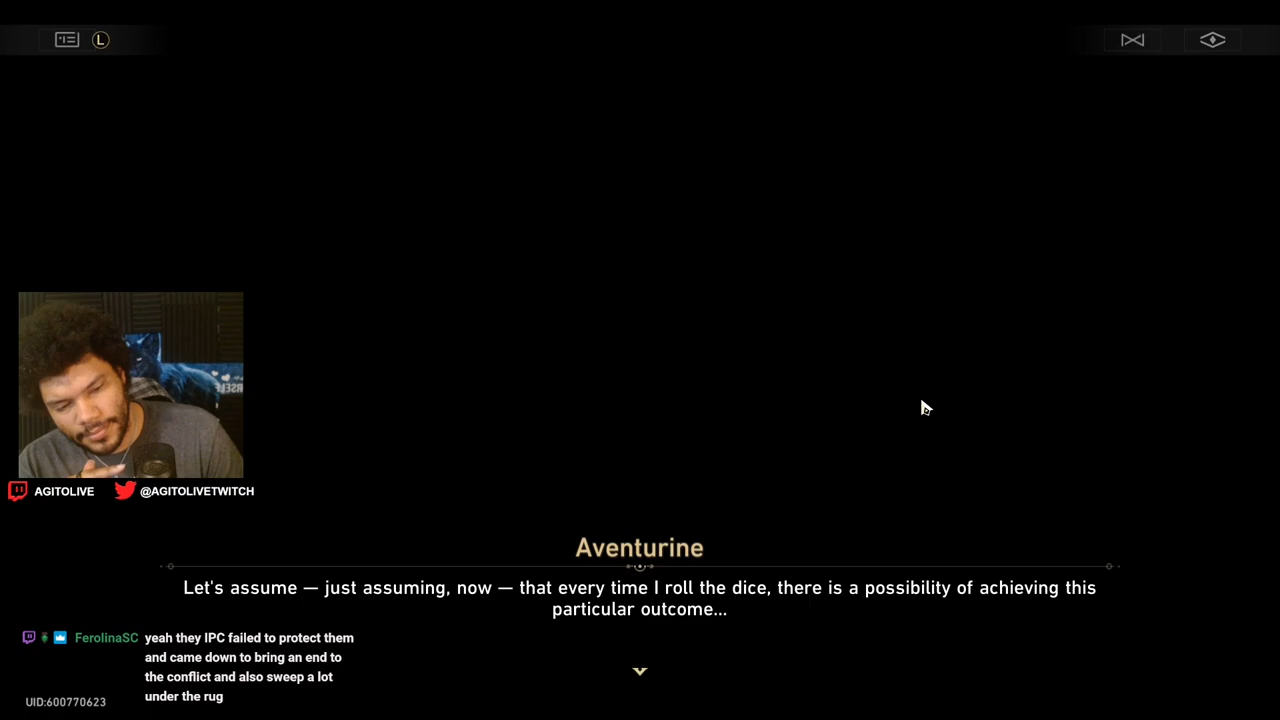 L
AGITOLIVE @AGITOLIVETWITCH
Aventurine
Let's assume — just assuming, now — that every time I roll the dice, there is a possibility of achieving this
particular outcome...
FerolinaSC yeah they IPC failed to protect them
and came down to bring an end to
the conflict and also sweep a lot
under the rug
UID:600770623